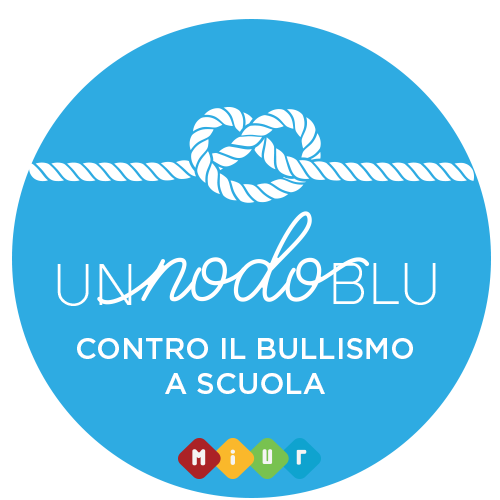 UN nodo BLU
CONTRO IL BULLISMO
A SCUOLA
Miur